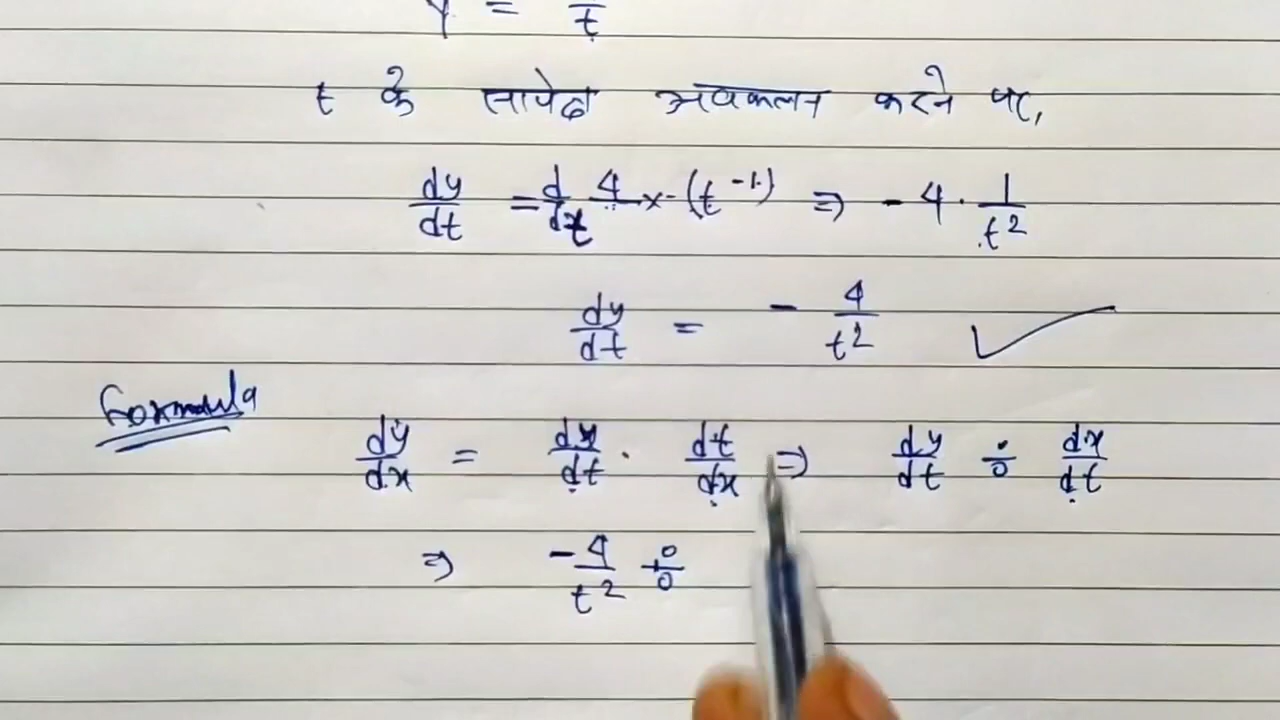 y = /t
t के सापेक्ष अवकलन करने पर,
dy/dt = d/dt 4 × -(t⁻¹) ⇒ -4 · 1/t²
dy/dt = - 4/t²
Formula
dy/dx = dy/dt · dt/dx ⇒ dy/dt ÷ dx/dt
⇒ -4/t² ÷